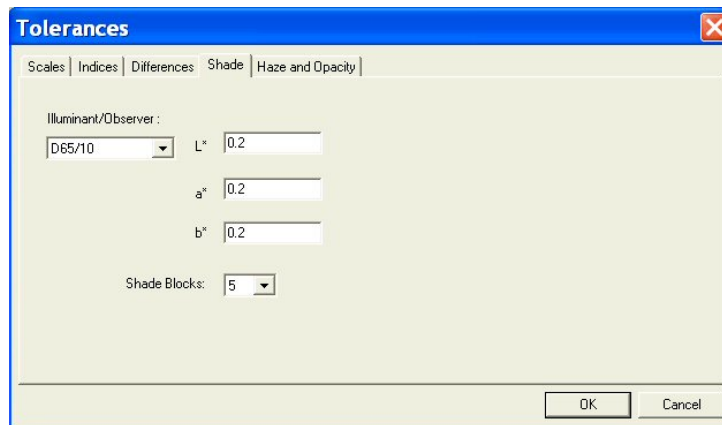 Tolerances
Scales Indices Differences Shade Haze and Opacity
Illuminant/Observer :
D65/10
L* 0.2
a* 0.2
b* 0.2
Shade Blocks: 5
OK Cancel